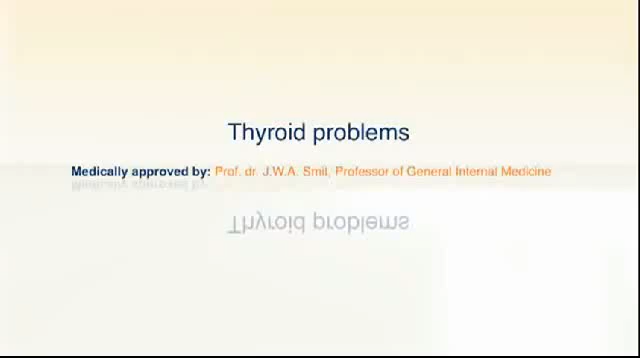 Thyroid problems
Medically approved by: Prof. dr. J.W.A. Smit, Professor of General Internal Medicine